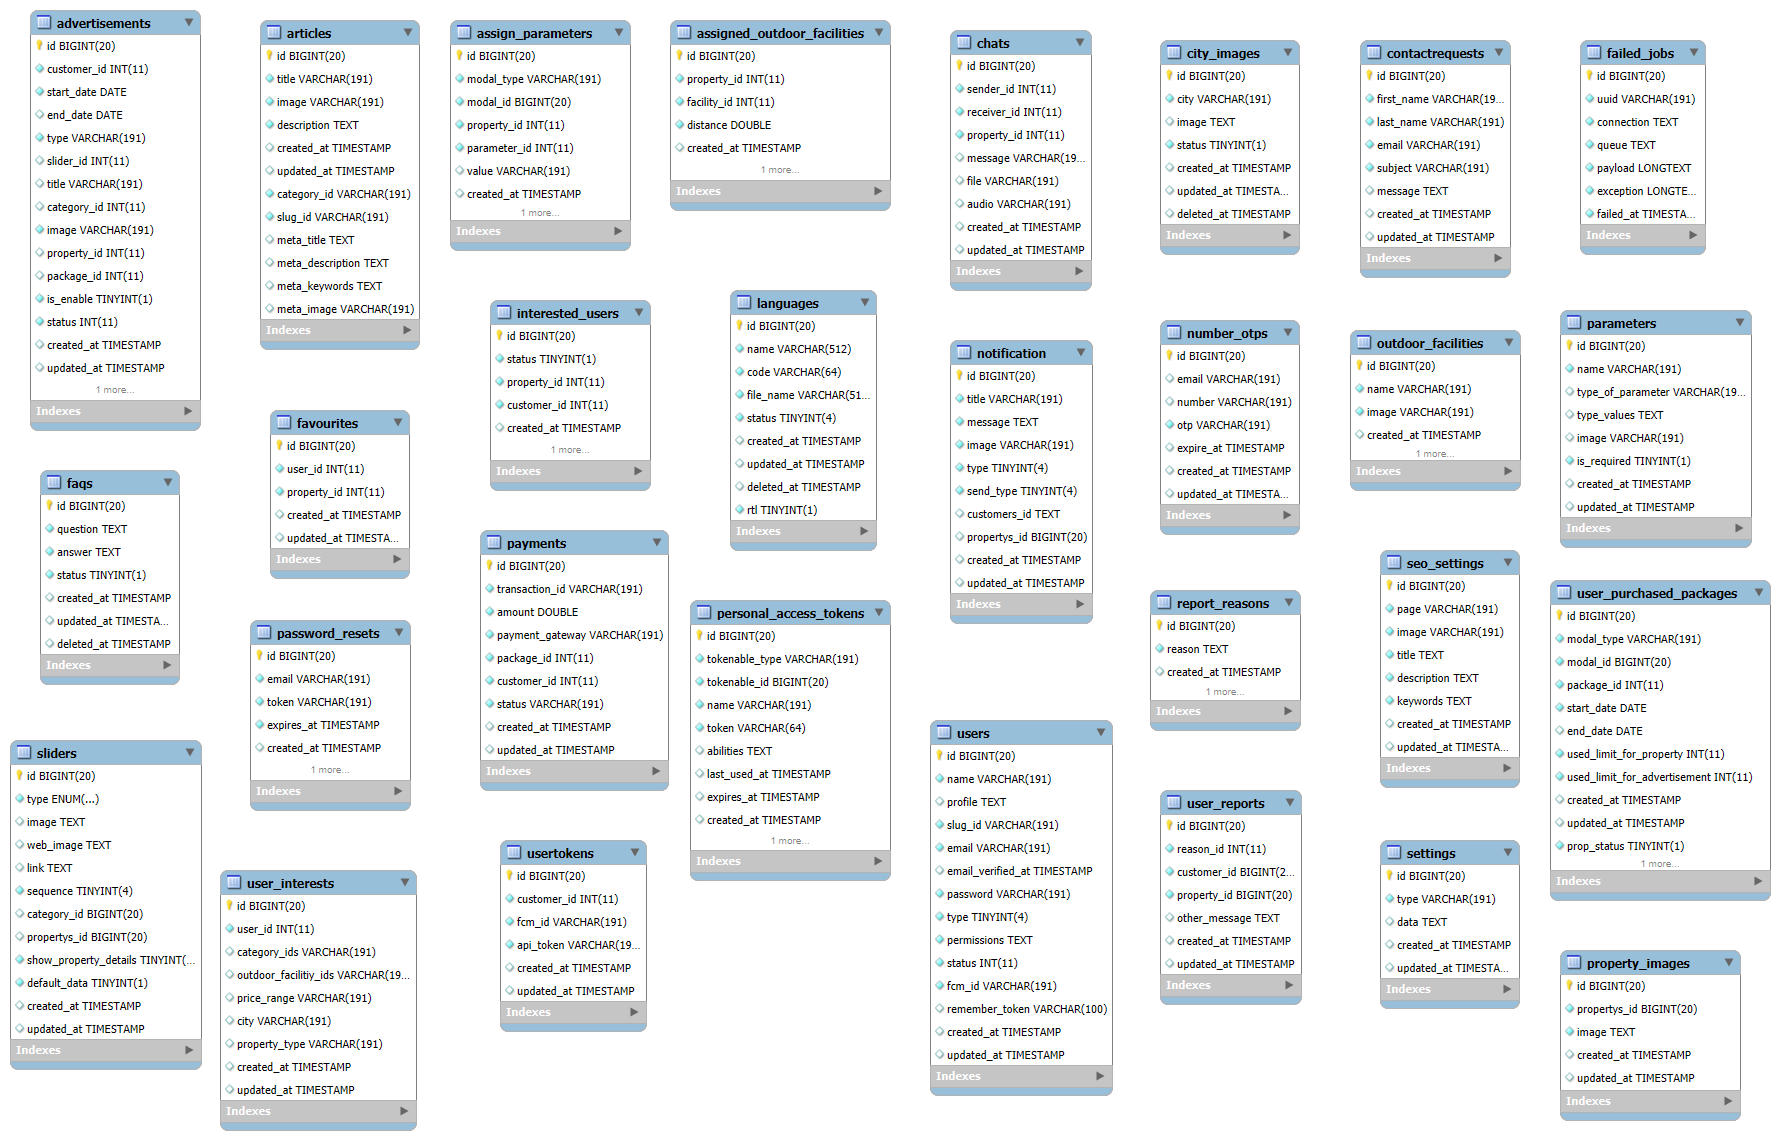 advertisements
id BIGINT(20)
customer_id INT(11)
start_date DATE
end_date DATE
type VARCHAR(191)
slider_id INT(11)
title VARCHAR(191)
category_id INT(11)
image VARCHAR(191)
property_id INT(11)
package_id INT(11)
is_enable TINYINT(1)
status INT(11)
created_at TIMESTAMP
updated_at TIMESTAMP
1 more...
Indexes
articles
id BIGINT(20)
title VARCHAR(191)
image VARCHAR(191)
description TEXT
created_at TIMESTAMP
updated_at TIMESTAMP
category_id VARCHAR(191)
slug_id VARCHAR(191)
meta_title TEXT
meta_description TEXT
meta_keywords TEXT
meta_image VARCHAR(191)
Indexes
assign_parameters
id BIGINT(20)
modal_type VARCHAR(191)
modal_id BIGINT(20)
property_id INT(11)
parameter_id INT(11)
value VARCHAR(191)
created_at TIMESTAMP
1 more...
Indexes
assigned_outdoor_facilities
id BIGINT(20)
property_id INT(11)
facility_id INT(11)
distance DOUBLE
created_at TIMESTAMP
1 more...
Indexes
chats
id BIGINT(20)
sender_id INT(11)
receiver_id INT(11)
property_id INT(11)
message VARCHAR(19...
file VARCHAR(191)
audio VARCHAR(191)
created_at TIMESTAMP
updated_at TIMESTAMP
Indexes
city_images
id BIGINT(20)
city VARCHAR(191)
image TEXT
status TINYINT(1)
created_at TIMESTAMP
updated_at TIMESTA...
deleted_at TIMESTAMP
Indexes
contactrequests
id BIGINT(20)
first_name VARCHAR(19...
last_name VARCHAR(191)
email VARCHAR(191)
subject VARCHAR(191)
message TEXT
created_at TIMESTAMP
updated_at TIMESTAMP
Indexes
failed_jobs
id BIGINT(20)
uuid VARCHAR(191)
connection TEXT
queue TEXT
payload LONGTEXT
exception LONGTE...
failed_at TIMESTA...
Indexes
interested_users
id BIGINT(20)
status TINYINT(1)
property_id INT(11)
customer_id INT(11)
created_at TIMESTAMP
1 more...
Indexes
languages
id BIGINT(20)
name VARCHAR(512)
code VARCHAR(64)
file_name VARCHAR(51...
status TINYINT(4)
created_at TIMESTAMP
updated_at TIMESTAMP
deleted_at TIMESTAMP
rtl TINYINT(1)
Indexes
notification
id BIGINT(20)
title VARCHAR(191)
message TEXT
image VARCHAR(191)
type TINYINT(4)
send_type TINYINT(4)
customers_id TEXT
propertys_id BIGINT(20)
created_at TIMESTAMP
updated_at TIMESTAMP
Indexes
number_otps
id BIGINT(20)
email VARCHAR(191)
number VARCHAR(191)
otp VARCHAR(191)
expire_at TIMESTAMP
created_at TIMESTAMP
updated_at TIMESTA...
Indexes
outdoor_facilities
id BIGINT(20)
name VARCHAR(191)
image VARCHAR(191)
created_at TIMESTAMP
1 more...
Indexes
parameters
id BIGINT(20)
name VARCHAR(191)
type_of_parameter VARCHAR(19...
type_values TEXT
image VARCHAR(191)
is_required TINYINT(1)
created_at TIMESTAMP
updated_at TIMESTAMP
Indexes
favourites
id BIGINT(20)
user_id INT(11)
property_id INT(11)
created_at TIMESTAMP
updated_at TIMESTA...
Indexes
faqs
id BIGINT(20)
question TEXT
answer TEXT
status TINYINT(1)
created_at TIMESTAMP
updated_at TIMESTA...
deleted_at TIMESTAMP
Indexes
payments
id BIGINT(20)
transaction_id VARCHAR(191)
amount DOUBLE
payment_gateway VARCHAR(191)
package_id INT(11)
customer_id INT(11)
status VARCHAR(191)
created_at TIMESTAMP
updated_at TIMESTAMP
Indexes
personal_access_tokens
id BIGINT(20)
tokenable_type VARCHAR(191)
tokenable_id BIGINT(20)
name VARCHAR(191)
token VARCHAR(64)
abilities TEXT
last_used_at TIMESTAMP
expires_at TIMESTAMP
created_at TIMESTAMP
1 more...
Indexes
report_reasons
id BIGINT(20)
reason TEXT
created_at TIMESTAMP
1 more...
Indexes
seo_settings
id BIGINT(20)
page VARCHAR(191)
image VARCHAR(191)
title TEXT
description TEXT
keywords TEXT
created_at TIMESTAMP
updated_at TIMESTA...
Indexes
user_purchased_packages
id BIGINT(20)
modal_type VARCHAR(191)
modal_id BIGINT(20)
package_id INT(11)
start_date DATE
end_date DATE
used_limit_for_property INT(11)
used_limit_for_advertisement INT(11)
created_at TIMESTAMP
updated_at TIMESTAMP
prop_status TINYINT(1)
1 more...
Indexes
password_resets
id BIGINT(20)
email VARCHAR(191)
token VARCHAR(191)
expires_at TIMESTAMP
created_at TIMESTAMP
1 more...
Indexes
sliders
id BIGINT(20)
type ENUM(...)
image TEXT
web_image TEXT
link TEXT
sequence TINYINT(4)
category_id BIGINT(20)
propertys_id BIGINT(20)
show_property_details TINYINT(...
default_data TINYINT(1)
created_at TIMESTAMP
updated_at TIMESTAMP
Indexes
user_interests
id BIGINT(20)
user_id INT(11)
category_ids VARCHAR(191)
outdoor_facilitiy_ids VARCHAR(19...
price_range VARCHAR(191)
city VARCHAR(191)
property_type VARCHAR(191)
created_at TIMESTAMP
updated_at TIMESTAMP
Indexes
usertokens
id BIGINT(20)
customer_id INT(11)
fcm_id VARCHAR(191)
api_token VARCHAR(19...
created_at TIMESTAMP
updated_at TIMESTAMP
Indexes
users
id BIGINT(20)
name VARCHAR(191)
profile TEXT
slug_id VARCHAR(191)
email VARCHAR(191)
email_verified_at TIMESTAMP
password VARCHAR(191)
type TINYINT(4)
permissions TEXT
status INT(11)
fcm_id VARCHAR(191)
remember_token VARCHAR(100)
created_at TIMESTAMP
updated_at TIMESTAMP
Indexes
user_reports
id BIGINT(20)
reason_id INT(11)
customer_id BIGINT(2...
property_id BIGINT(20)
other_message TEXT
created_at TIMESTAMP
updated_at TIMESTAMP
Indexes
settings
id BIGINT(20)
type VARCHAR(191)
data TEXT
created_at TIMESTAMP
updated_at TIMESTA...
Indexes
property_images
id BIGINT(20)
propertys_id BIGINT(20)
image TEXT
created_at TIMESTAMP
updated_at TIMESTAMP
Indexes